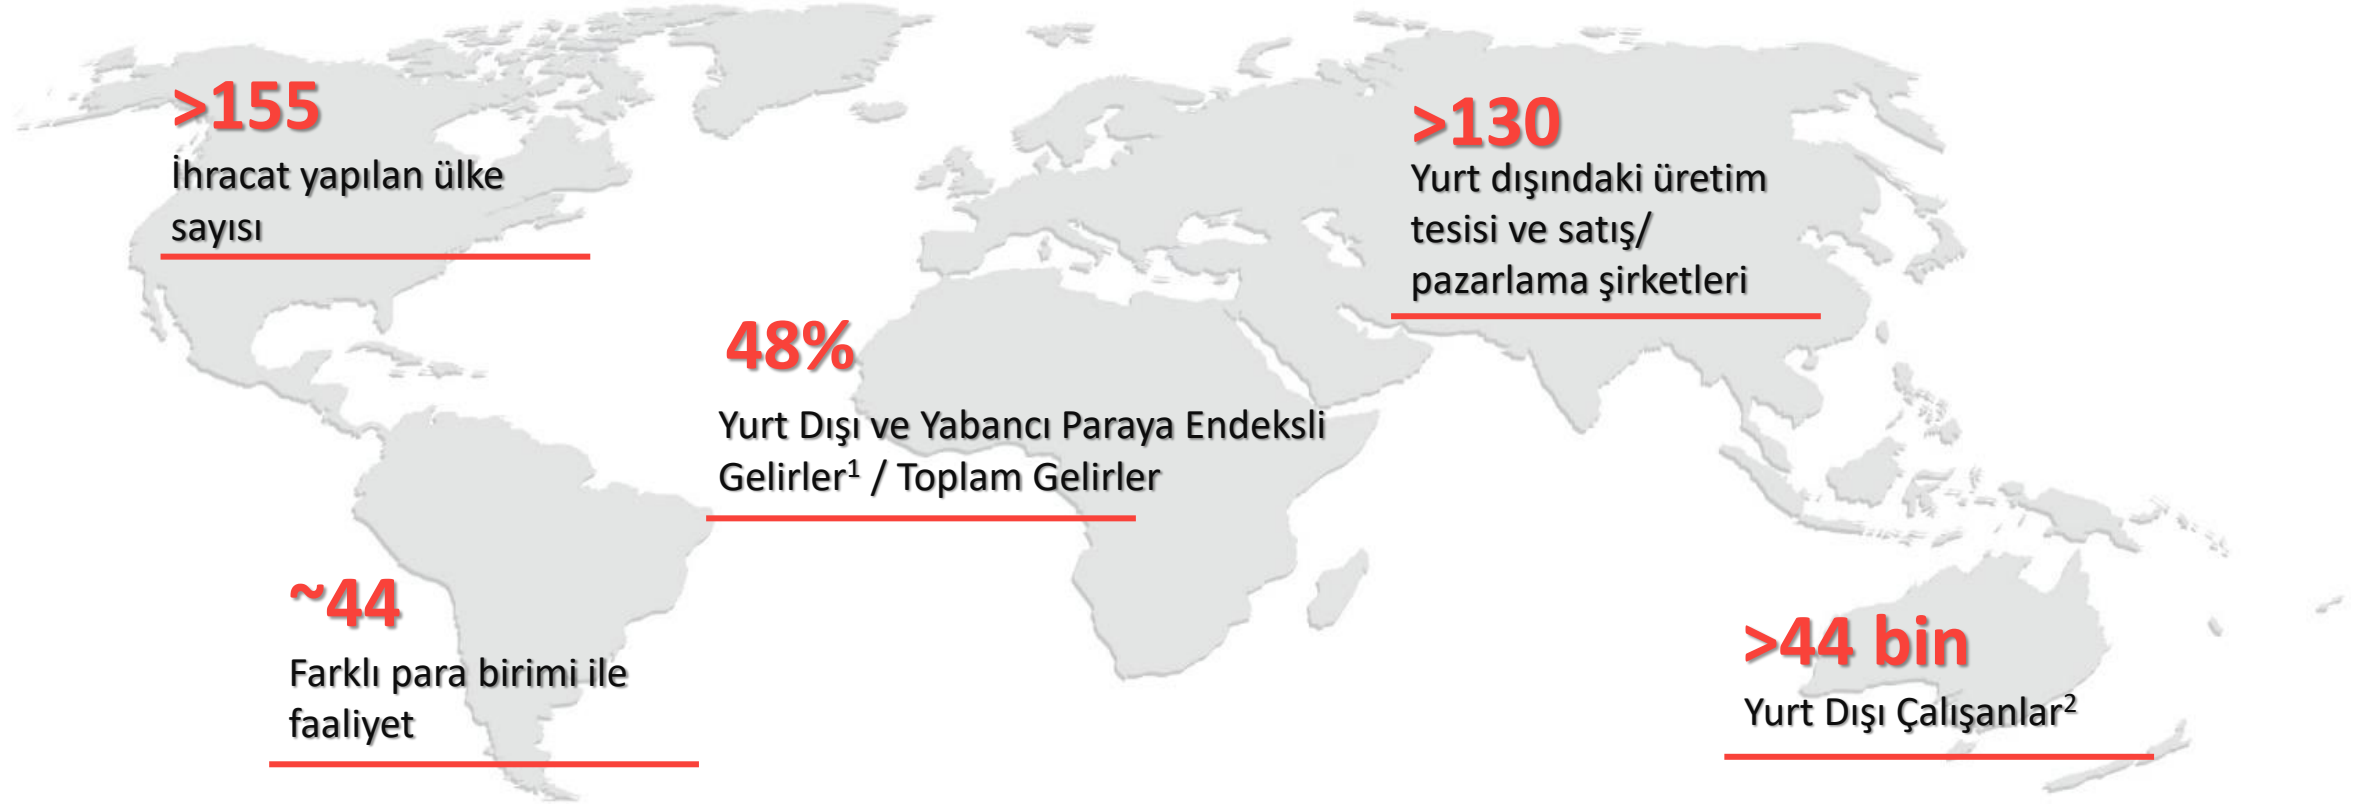 >155
İhracat yapılan ülke
sayısı
>130
Yurt dışındaki üretim
tesisi ve satış/
pazarlama şirketleri
48%
Yurt Dışı ve Yabancı Paraya Endeksli
Gelirler¹ / Toplam Gelirler
~44
Farklı para birimi ile
faaliyet
>44 bin
Yurt Dışı Çalışanlar²